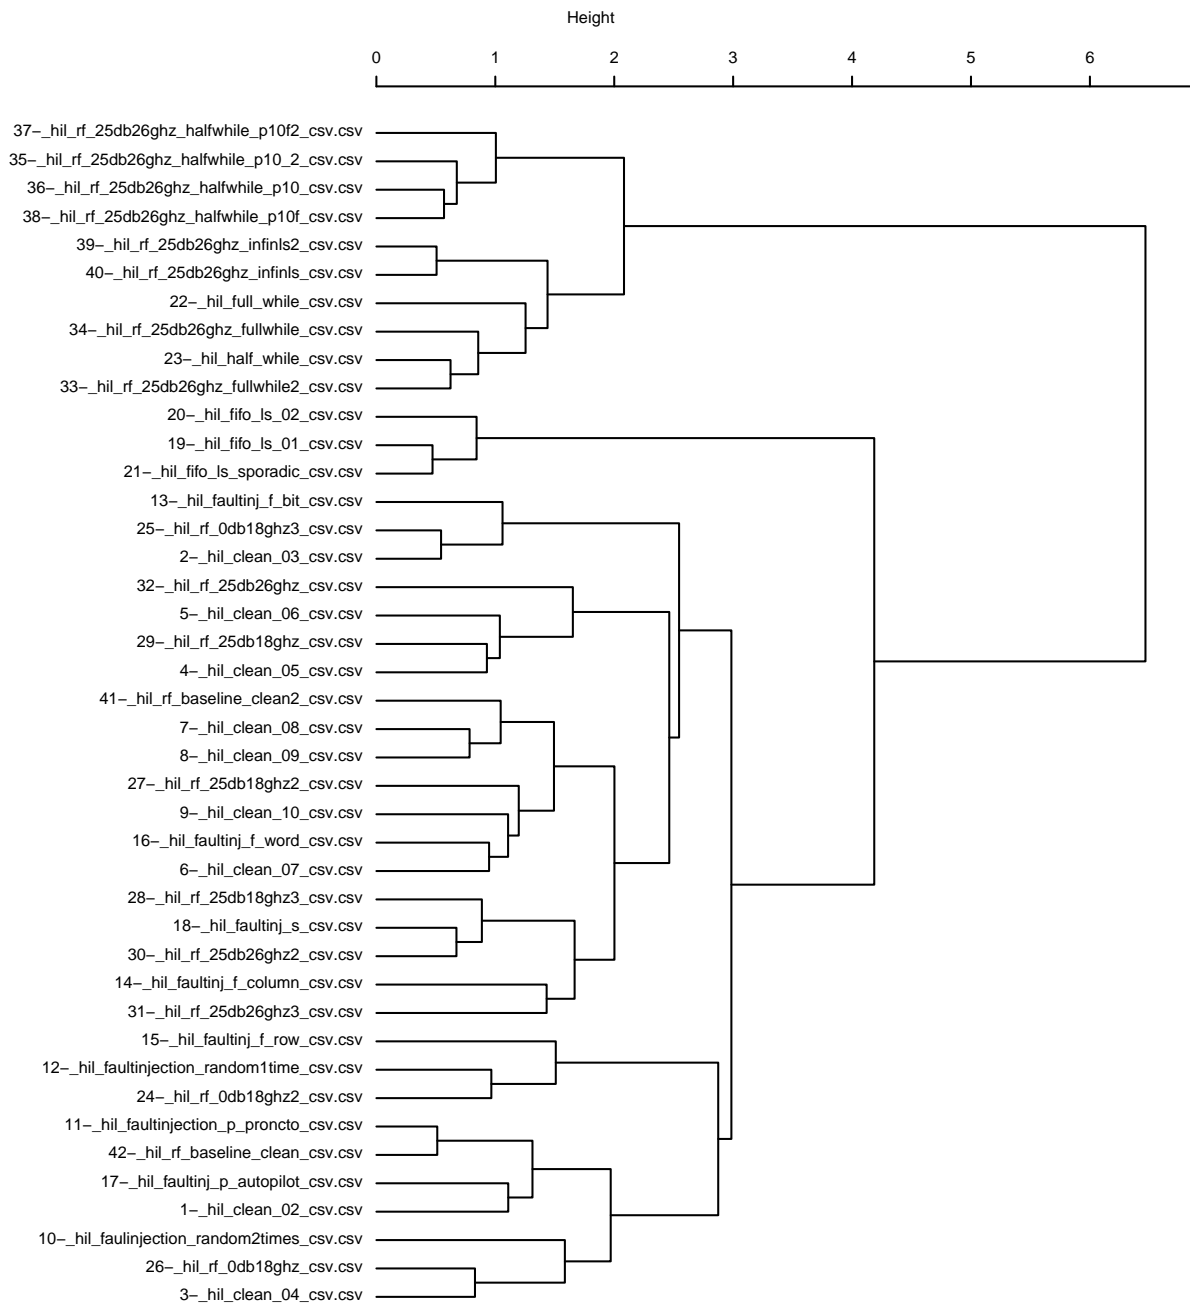 Height
0 1 2 3 4 5 6
37−_hil_rf_25db26ghz_halfwhile_p10f2_csv.csv
35−_hil_rf_25db26ghz_halfwhile_p10_2_csv.csv
36−_hil_rf_25db26ghz_halfwhile_p10_csv.csv
38−_hil_rf_25db26ghz_halfwhile_p10f_csv.csv
39−_hil_rf_25db26ghz_infinls2_csv.csv
40−_hil_rf_25db26ghz_infinls_csv.csv
22−_hil_full_while_csv.csv
34−_hil_rf_25db26ghz_fullwhile_csv.csv
23−_hil_half_while_csv.csv
33−_hil_rf_25db26ghz_fullwhile2_csv.csv
20−_hil_fifo_ls_02_csv.csv
19−_hil_fifo_ls_01_csv.csv
21−_hil_fifo_ls_sporadic_csv.csv
13−_hil_faultinj_f_bit_csv.csv
25−_hil_rf_0db18ghz3_csv.csv
2−_hil_clean_03_csv.csv
32−_hil_rf_25db26ghz_csv.csv
5−_hil_clean_06_csv.csv
29−_hil_rf_25db18ghz_csv.csv
4−_hil_clean_05_csv.csv
41−_hil_rf_baseline_clean2_csv.csv
7−_hil_clean_08_csv.csv
8−_hil_clean_09_csv.csv
27−_hil_rf_25db18ghz2_csv.csv
9−_hil_clean_10_csv.csv
16−_hil_faultinj_f_word_csv.csv
6−_hil_clean_07_csv.csv
28−_hil_rf_25db18ghz3_csv.csv
18−_hil_faultinj_s_csv.csv
30−_hil_rf_25db26ghz2_csv.csv
14−_hil_faultinj_f_column_csv.csv
31−_hil_rf_25db26ghz3_csv.csv
15−_hil_faultinj_f_row_csv.csv
12−_hil_faultinjection_random1time_csv.csv
24−_hil_rf_0db18ghz2_csv.csv
11−_hil_faultinjection_p_proncto_csv.csv
42−_hil_rf_baseline_clean_csv.csv
17−_hil_faultinj_p_autopilot_csv.csv
1−_hil_clean_02_csv.csv
10−_hil_faulinjection_random2times_csv.csv
26−_hil_rf_0db18ghz_csv.csv
3−_hil_clean_04_csv.csv